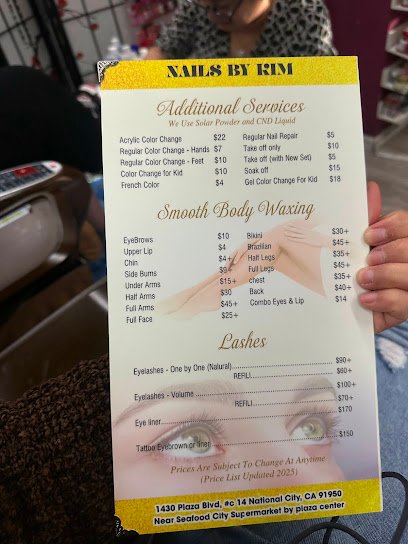 NAILS BY KIM
Additional Services
We Use Solar Powder and CND Liquid
Acrylic Color Change $22
Regular Color Change - Hands $7
Regular Color Change - Feet $10
Color Change for Kid $10
French Color $4
Regular Nail Repair $5
Take off only $10
Take off (with New Set) $5
Soak off $15
Gel Color Change For Kid $18
Smooth Body Waxing
EyeBrows $10
Upper Lip $4
Chin $4+
Side Burns $9+
Under Arms $15+
Half Arms $30
Full Arms $45+
Full Face $25+
Bikini $30+
Brazilian $45+
Half Legs $35+
Full Legs $45+
chest $35+
Back $40+
Combo Eyes & Lip $14
Lashes
Eyelashes - One by One (Natural) $90+
REFILL $60+
Eyelashes - Volume $100+
REFILL $70+
Eye liner $170
Tattoo Eyebrown or liner $150
Prices Are Subject To Change At Anytime
(Price List Updated 2025)
1430 Plaza Blvd, #c 14 National City, CA 91950
Near Seafood City Supermarket by plaza center